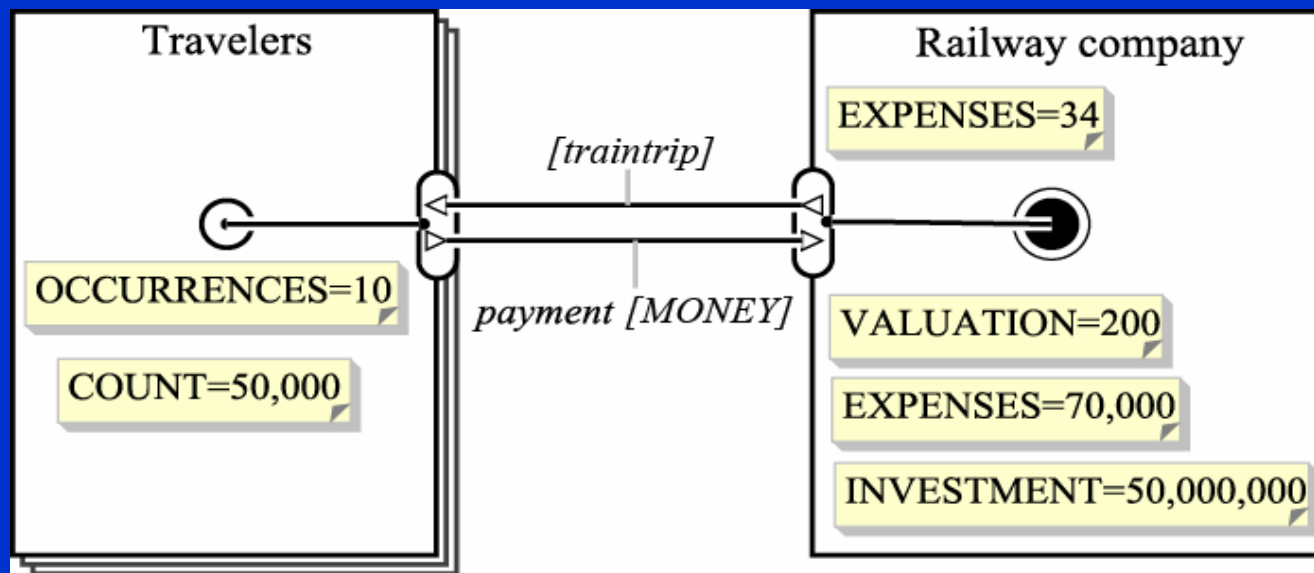 Travelers
Railway company
EXPENSES=34
[traintrip]
OCCURRENCES=10
payment [MONEY]
VALUATION=200
COUNT=50,000
EXPENSES=70,000
INVESTMENT=50,000,000